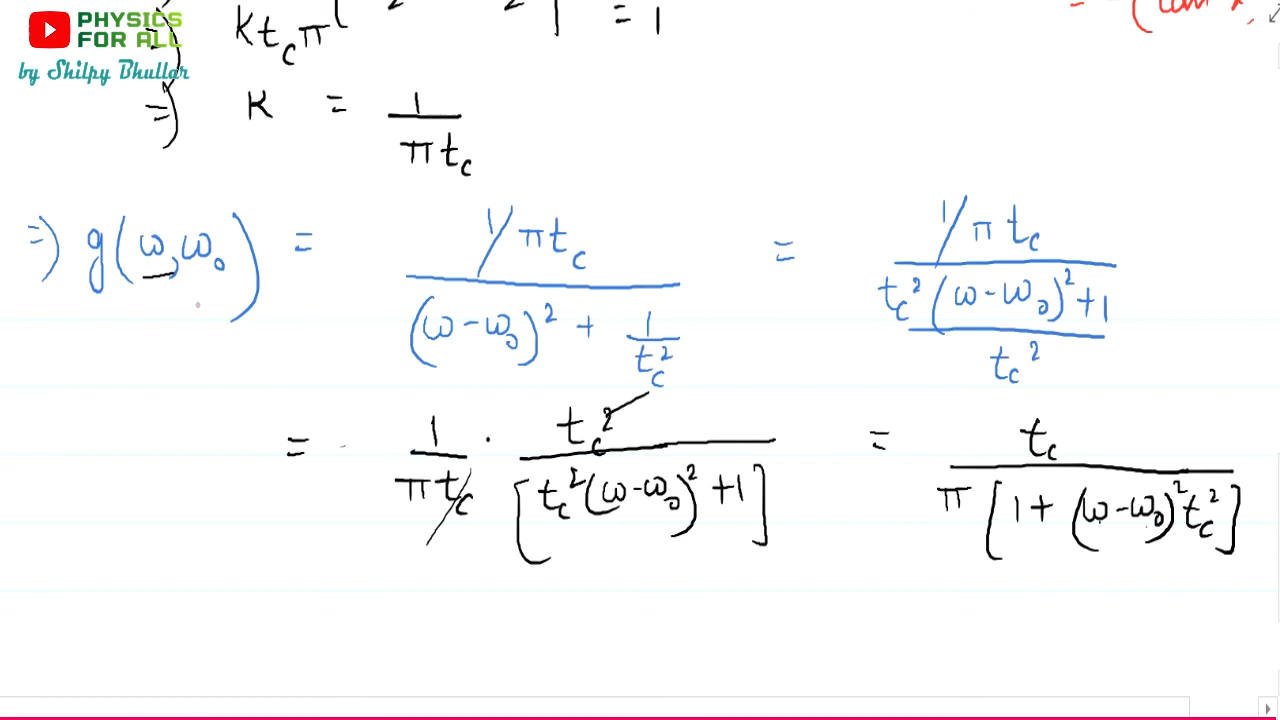 PHYSICS
FOR ALL
by Shilpy Bhullar
K t_c π = 1
=> K = 1/(π t_c)
=> g(ω, ω₀) = (1/π t_c) / ((ω-ω₀)² + 1/t_c²) = (1/π t_c) / ((t_c² (ω-ω₀)² + 1) / t_c²)
= 1/(π t_c) · t_c² / [t_c² (ω-ω₀)² + 1] = t_c / (π [1 + (ω-ω₀)² t_c²])